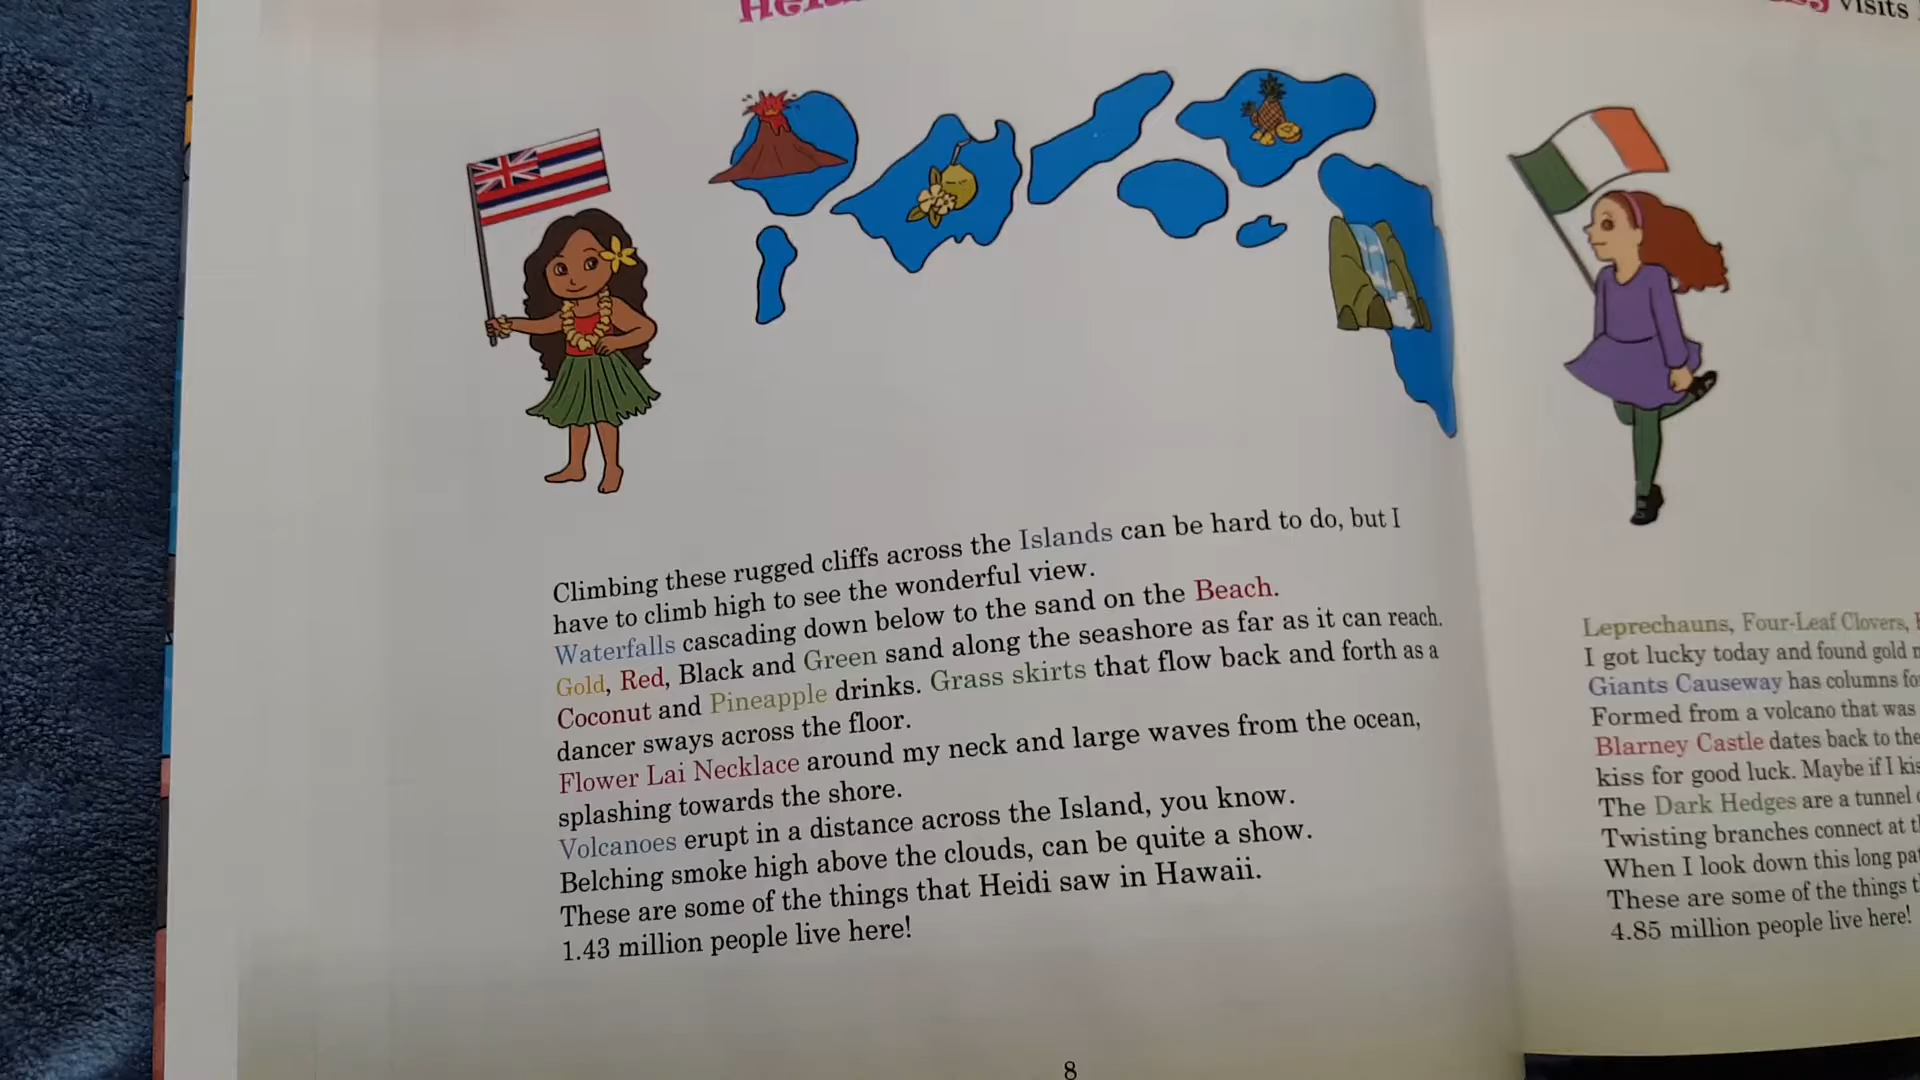 Climbing these rugged cliffs across the Islands can be hard to do, but I
have to climb high to see the wonderful view.
Waterfalls cascading down below to the sand on the Beach.
Gold, Red, Black and Green sand along the seashore as far as it can reach.
Coconut and Pineapple drinks. Grass skirts that flow back and forth as a
dancer sways across the floor.
Flower Lai Necklace around my neck and large waves from the ocean,
splashing towards the shore.
Volcanoes erupt in a distance across the Island, you know.
Belching smoke high above the clouds, can be quite a show.
These are some of the things that Heidi saw in Hawaii.
1.43 million people live here!
8
visits
Leprechauns, Four-Leaf Clovers,
I got lucky today and found gold
Giants Causeway has columns
Formed from a volcano that was
Blarney Castle dates back to the
kiss for good luck. Maybe if I
The Dark Hedges are a tunnel
Twisting branches connect at
When I look down this long
These are some of the things
4.85 million people live here!